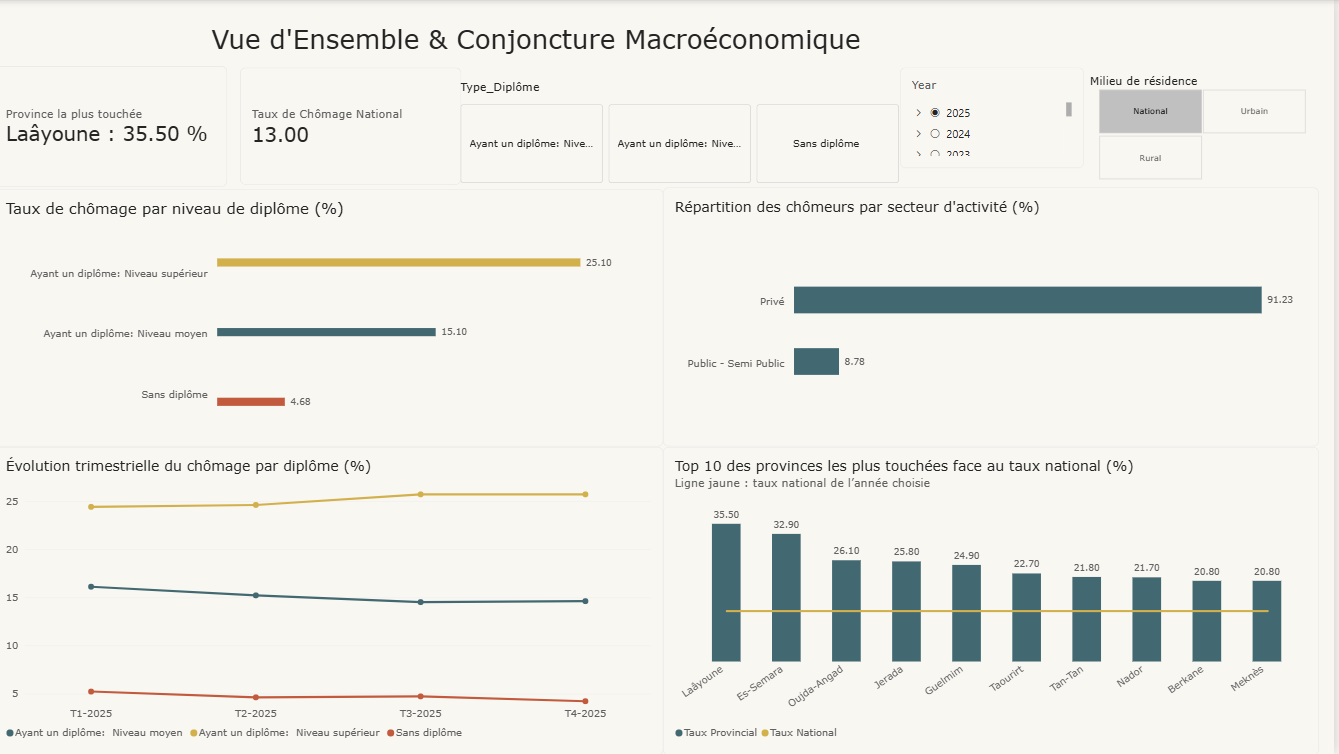 Vue d'Ensemble & Conjoncture Macroéconomique
Province la plus touchée
Laâyoune : 35.50 %
Taux de Chômage National
13.00
Type_Diplôme
Ayant un diplôme: Nive...
Ayant un diplôme: Nive...
Sans diplôme
Year
2025
2024
2023
Milieu de résidence
National
Urbain
Rural
Taux de chômage par niveau de diplôme (%)
Ayant un diplôme: Niveau supérieur
25.10
Ayant un diplôme: Niveau moyen
15.10
Sans diplôme
4.68
Répartition des chômeurs par secteur d'activité (%)
Privé
91.23
Public - Semi Public
8.78
Évolution trimestrielle du chômage par diplôme (%)
25
20
15
10
5
T1-2025
T2-2025
T3-2025
T4-2025
Ayant un diplôme: Niveau moyen
Ayant un diplôme: Niveau supérieur
Sans diplôme
Top 10 des provinces les plus touchées face au taux national (%)
Ligne jaune : taux national de l’année choisie
35.50
32.90
26.10
25.80
24.90
22.70
21.80
21.70
20.80
20.80
Laâyoune
Es-Semara
Oujda-Angad
Jerada
Guelmim
Taourirt
Tan-Tan
Nador
Berkane
Meknès
Taux Provincial
Taux National